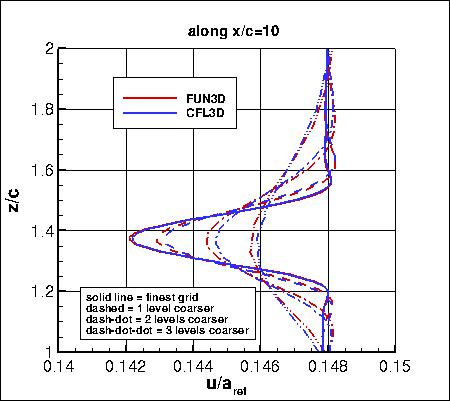 along x/c=10
2
1.8
1.6
1.4
1.2
1
z/c
FUN3D
CFL3D
solid line = finest grid
dashed = 1 level coarser
dash-dot = 2 levels coarser
dash-dot-dot = 3 levels coarser
0.14 0.142 0.144 0.146 0.148 0.15
u/a_ref